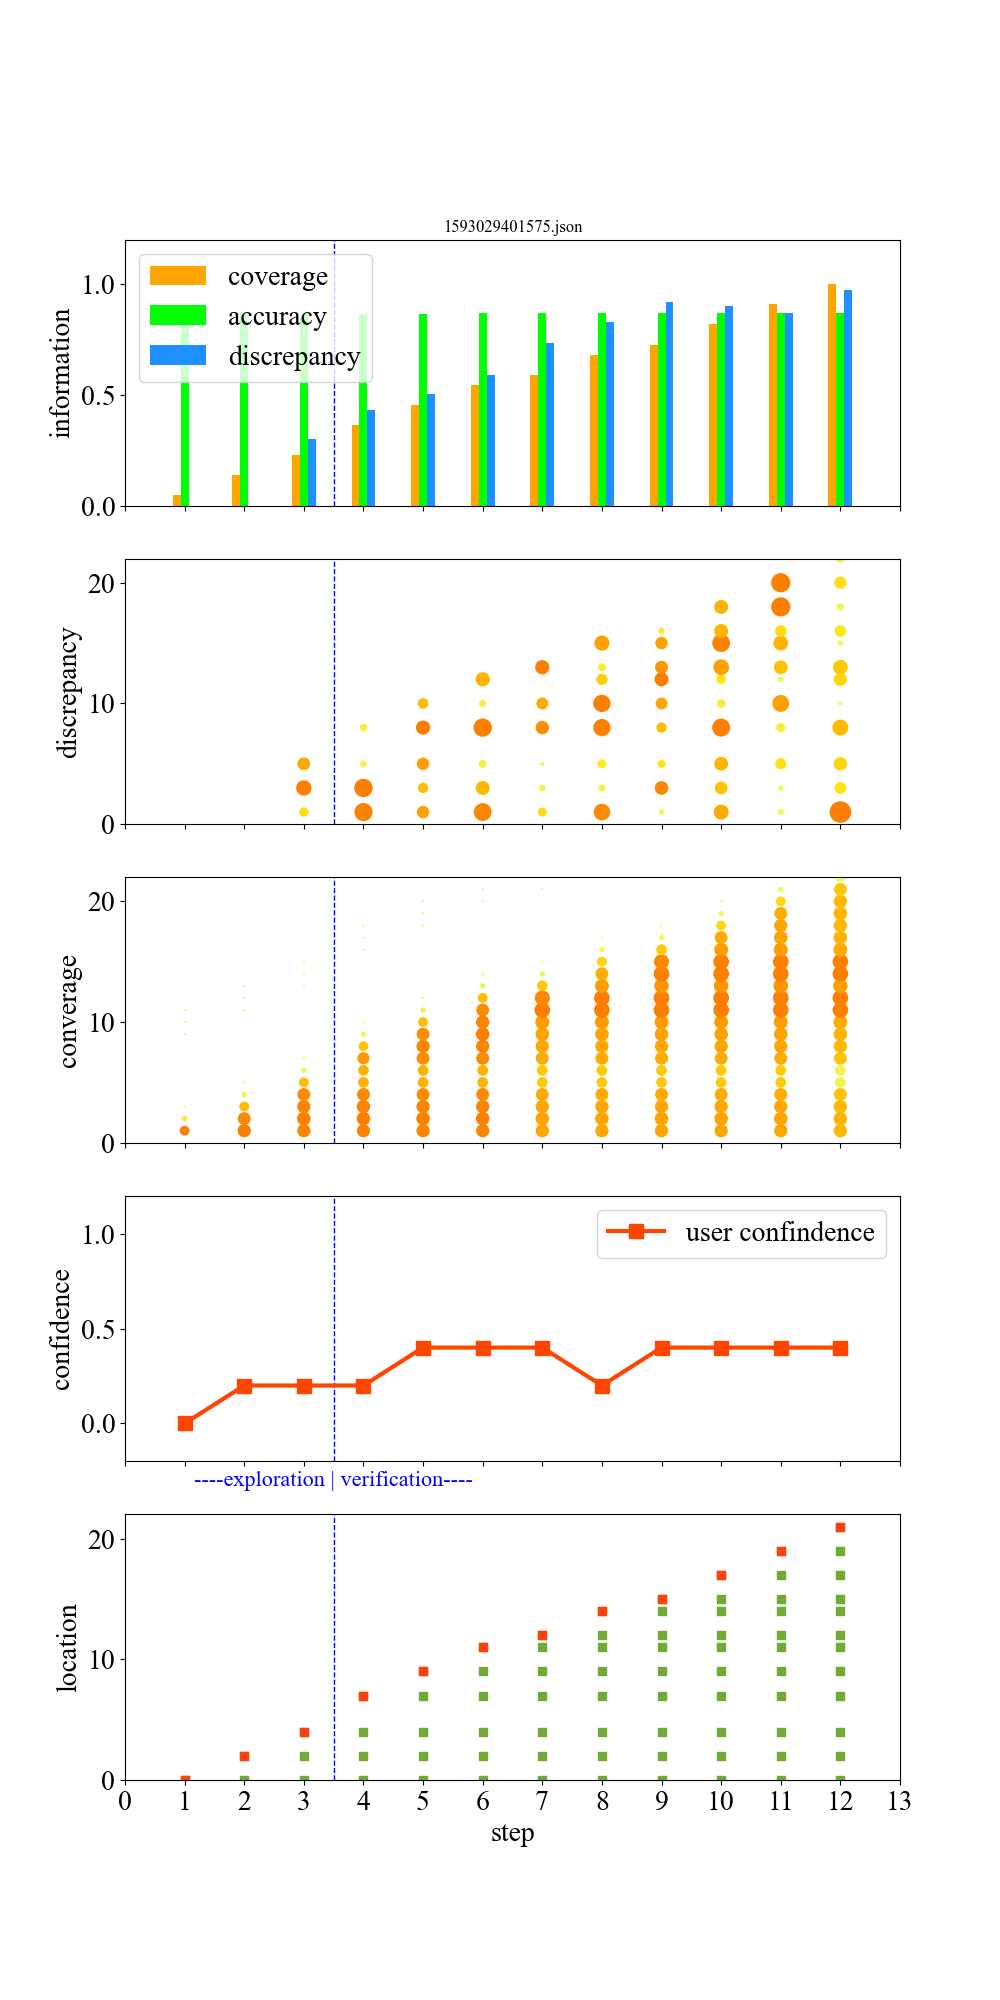 1593029401575.json
coverage
accuracy
discrepancy
information
1.0
0.5
0.0
discrepancy
20
10
0
converage
20
10
0
confidence
1.0
0.5
0.0
user confindence
----exploration | verification----
location
20
10
0
0 1 2 3 4 5 6 7 8 9 10 11 12 13
step